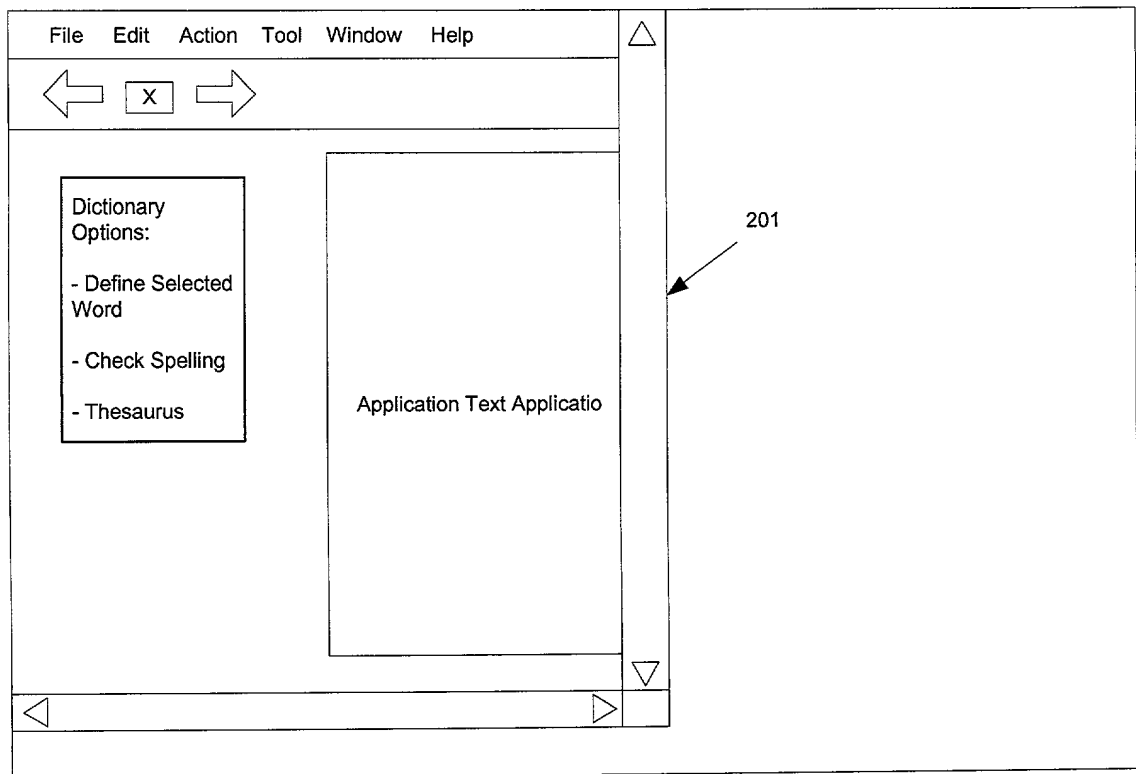 File Edit Action Tool Window Help
X
201
Dictionary
Options:
- Define Selected
Word
- Check Spelling
- Thesaurus
Application Text Applicatio